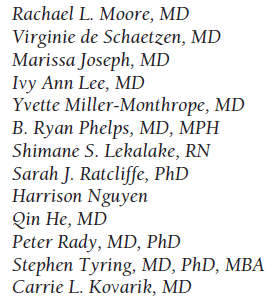 Rachael L. Moore, MD
Virginie de Schaetzen, MD
Marissa Joseph, MD
Ivy Ann Lee, MD
Yvette Miller-Monthrope, MD
B. Ryan Phelps, MD, MPH
Shimane S. Lekalake, RN
Sarah J. Ratcliffe, PhD
Harrison Nguyen
Qin He, MD
Peter Rady, MD, PhD
Stephen Tyring, MD, PhD, MBA
Carrie L. Kovarik, MD